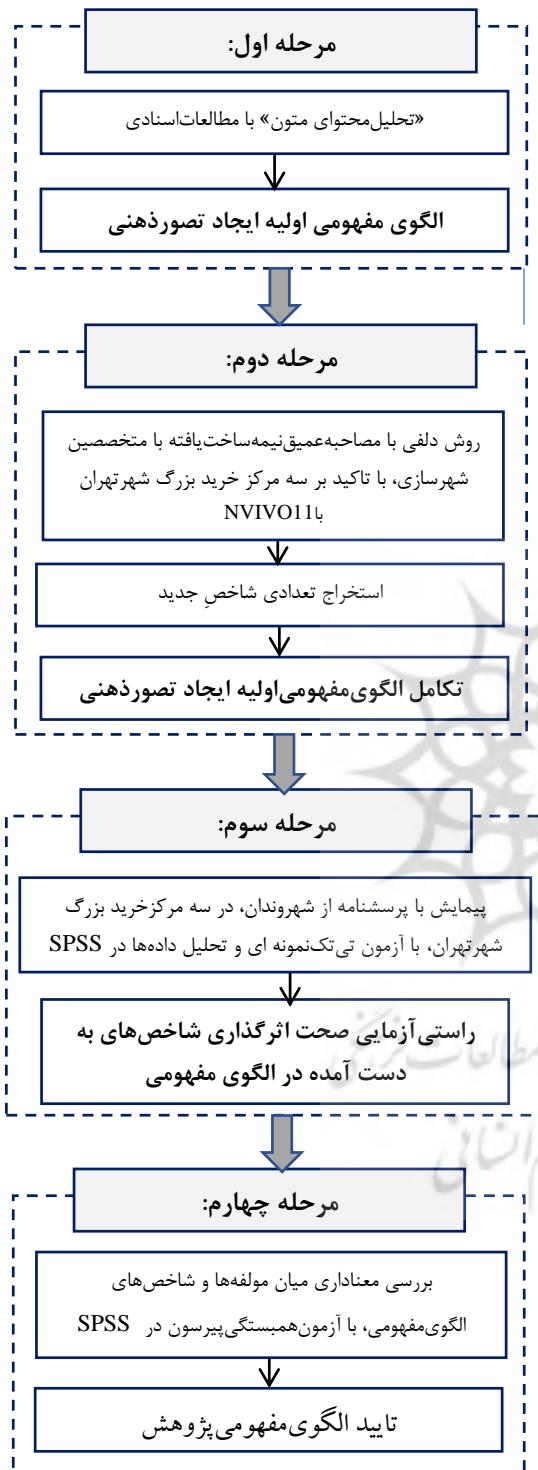 مرحله اول:
«تحلیل‌محتوای متون» با مطالعات‌اسنادی
الگوی مفهومی اولیه ایجاد تصورذهنی
مرحله دوم:
روش دلفی با مصاحبه‌عمیق‌نیمه‌ساخت‌یافته با متخصصین
شهرسازی، با تاکید بر سه مرکز خرید بزرگ شهرتهران
باNVIVO11
استخراج تعدادی شاخصِ جدید
تکامل الگوی‌مفهومی‌اولیه ایجاد تصورذهنی
مرحله سوم:
پیمایش با پرسشنامه از شهروندان، در سه مرکزخرید بزرگ
شهرتهران، با آزمون تی‌تک‌نمونه ای و تحلیل داده‌ها در SPSS
راستی‌آزمایی صحت اثرگذاری شاخص‌های به
دست آمده در الگوی مفهومی
مطالعات فرهنگی
انسانی
مرحله چهارم:
بررسی معناداری میان مولفه‌ها و شاخص‌های
الگوی‌مفهومی، با آزمون‌همبستگی‌پیرسون در SPSS
تایید الگوی‌مفهومی‌پژوهش